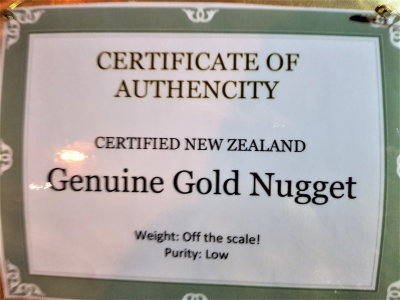 CERTIFICATE OF
AUTHENCITY
CERTIFIED NEW ZEALAND
Genuine Gold Nugget
Weight: Off the scale!
Purity: Low